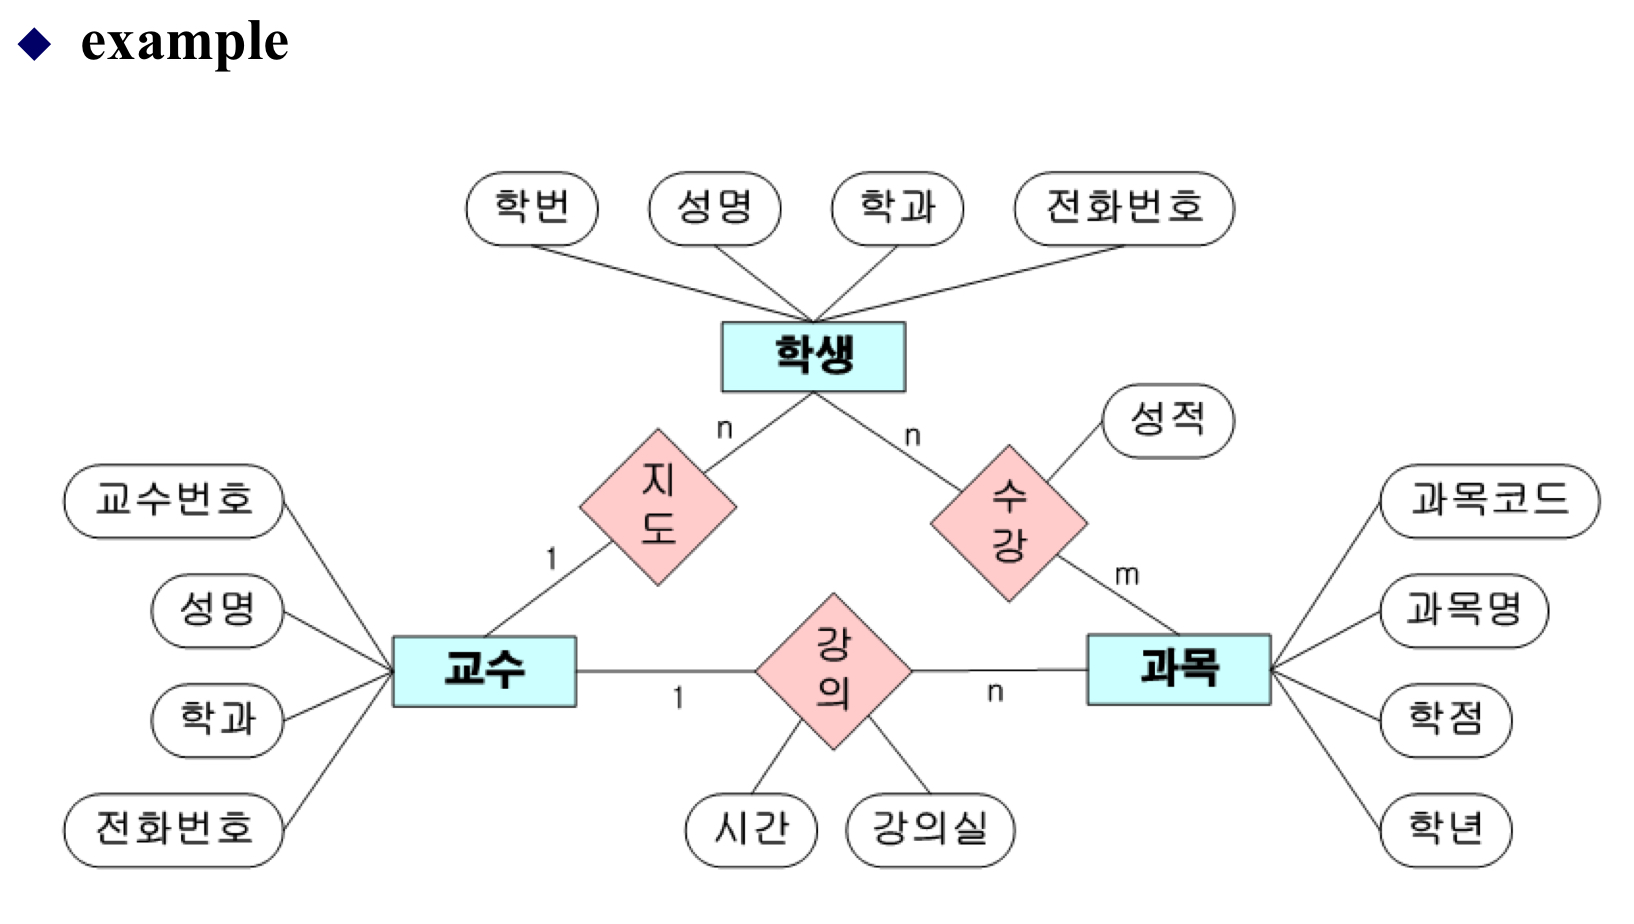 ◆ example
학번 성명 학과 전화번호
학생
n n
성적
지
도
수
강
교수번호
과목코드
1
m
성명
과목명
교수
강
의
과목
1 n
학과
학점
전화번호
시간 강의실
학년